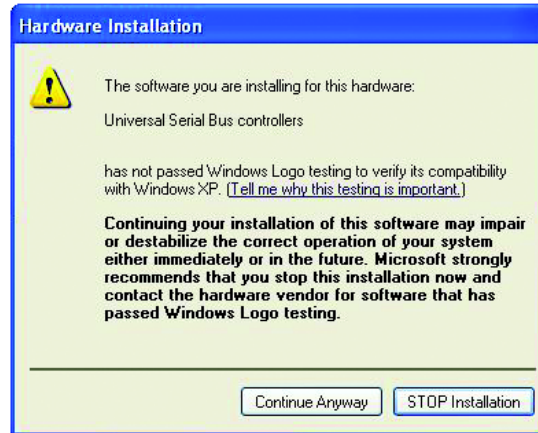 Hardware Installation
The software you are installing for this hardware:
Universal Serial Bus controllers
has not passed Windows Logo testing to verify its compatibility
with Windows XP. (Tell me why this testing is important.)
Continuing your installation of this software may impair
or destabilize the correct operation of your system
either immediately or in the future. Microsoft strongly
recommends that you stop this installation now and
contact the hardware vendor for software that has
passed Windows Logo testing.
Continue Anyway STOP Installation